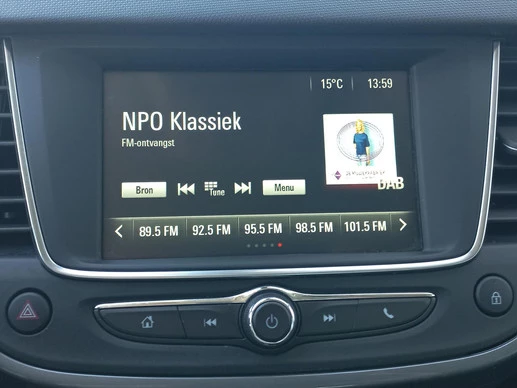 15°C 13:59
NPO Klassiek
FM-ontvangst
DAB
Bron Tune Menu
89.5 FM 92.5 FM 95.5 FM 98.5 FM 101.5 FM